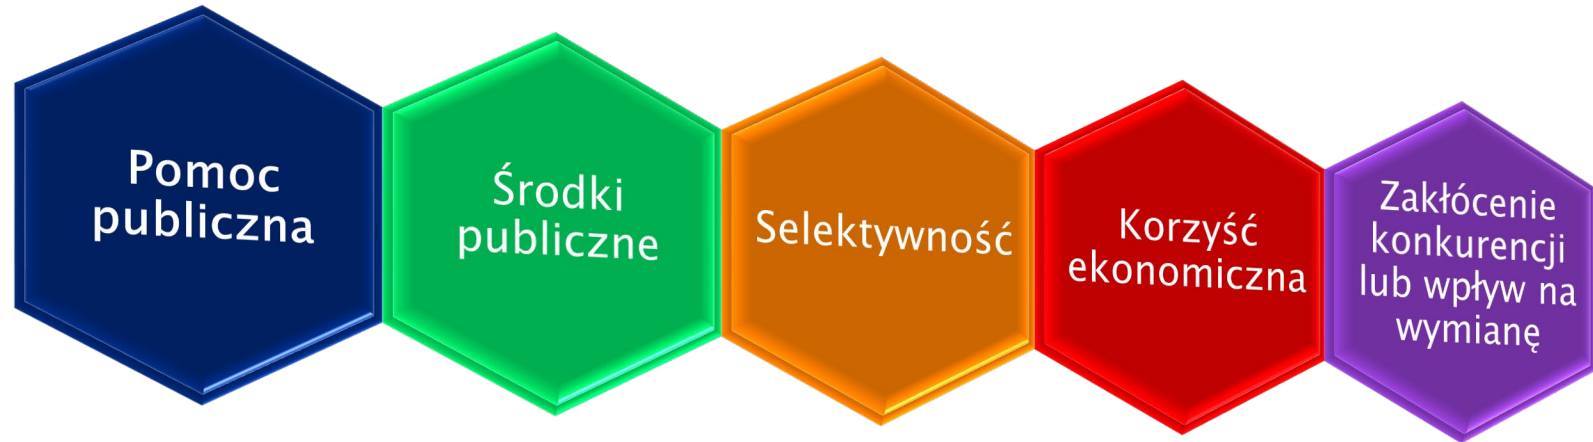 Pomoc
publiczna
Środki
publiczne
Selektywność
Korzyść
ekonomiczna
Zakłócenie
konkurencji
lub wpływ na
wymianę